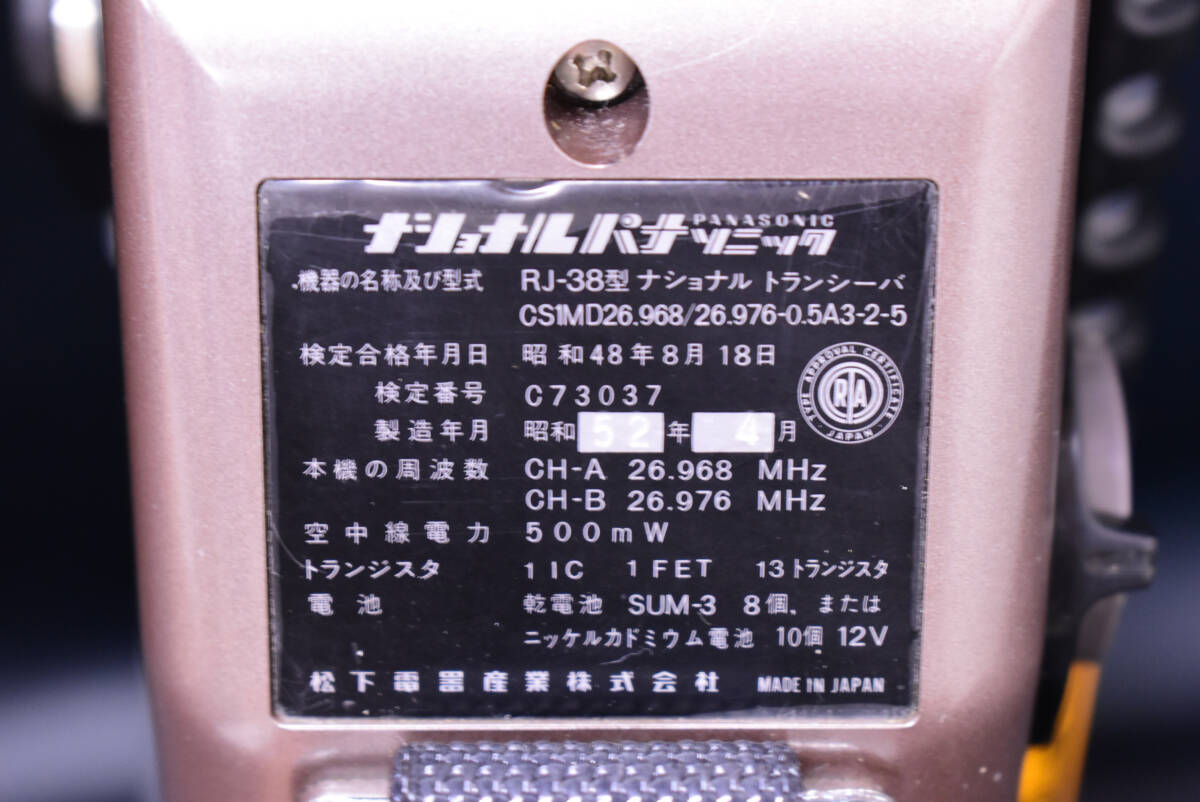 ナショナルパナソニック PANASONIC
機器の名称及び型式 RJ-38型 ナショナル トランシーバ
CS1MD26.968/26.976-0.5A3-2-5
検定合格年月日 昭和48年8月18日
検定番号 C73037
製造年月 昭和52年4月
本機の周波数 CH-A 26.968 MHz
CH-B 26.976 MHz
空中線電力 500mW
トランジスタ 1IC 1FET 13トランジスタ
電池 乾電池 SUM-3 8個、または
ニッケルカドミウム電池 10個 12V
松下電器産業株式会社 MADE IN JAPAN
TYPE APPROVAL CERTIFICATE
RTA
・JAPAN・